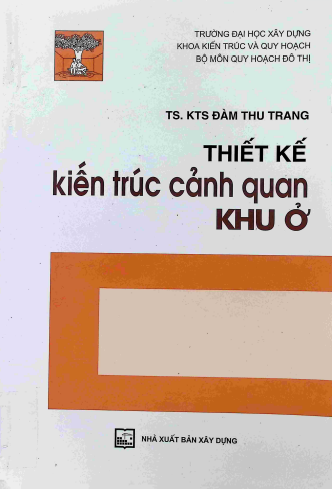 TRƯỜNG ĐẠI HỌC XÂY DỰNG
KHOA KIẾN TRÚC VÀ QUY HOẠCH
BỘ MÔN QUY HOẠCH ĐÔ THỊ
TS. KTS ĐÀM THU TRANG
THIẾT KẾ
kiến trúc cảnh quan
KHU Ở
NHÀ XUẤT BẢN XÂY DỰNG